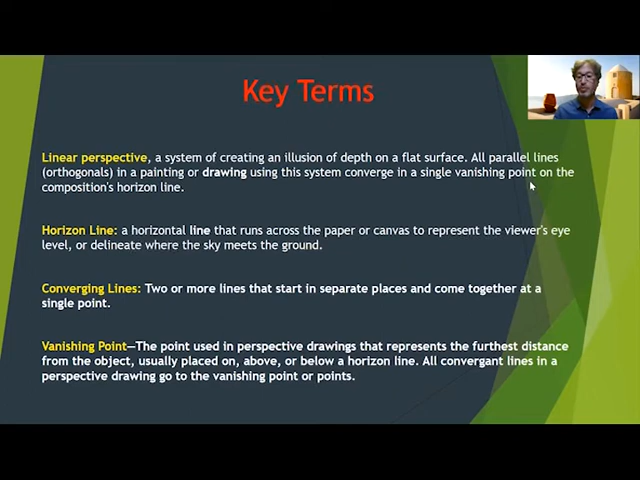 Key Terms
Linear perspective, a system of creating an illusion of depth on a flat surface. All parallel lines
(orthogonals) in a painting or drawing using this system converge in a single vanishing point on the
composition's horizon line.
Horizon Line: a horizontal line that runs across the paper or canvas to represent the viewer's eye
level, or delineate where the sky meets the ground.
Converging Lines: Two or more lines that start in separate places and come together at a
single point.
Vanishing Point—The point used in perspective drawings that represents the furthest distance
from the object, usually placed on, above, or below a horizon line. All convergant lines in a
perspective drawing go to the vanishing point or points.